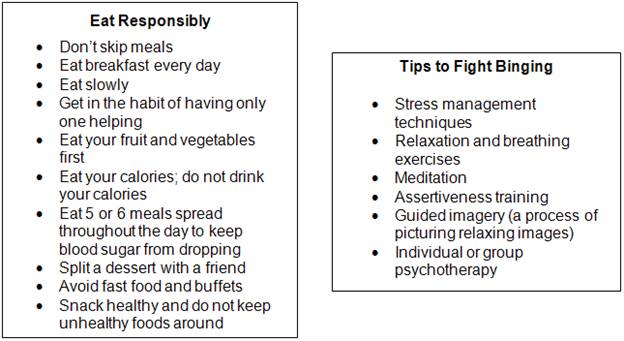 Eat Responsibly
• Don't skip meals
• Eat breakfast every day
• Eat slowly
• Get in the habit of having only
one helping
• Eat your fruit and vegetables
first
• Eat your calories; do not drink
your calories
• Eat 5 or 6 meals spread
throughout the day to keep
blood sugar from dropping
• Split a dessert with a friend
• Avoid fast food and buffets
• Snack healthy and do not keep
unhealthy foods around
Tips to Fight Binging
• Stress management
techniques
• Relaxation and breathing
exercises
• Meditation
• Assertiveness training
• Guided imagery (a process of
picturing relaxing images)
• Individual or group
psychotherapy